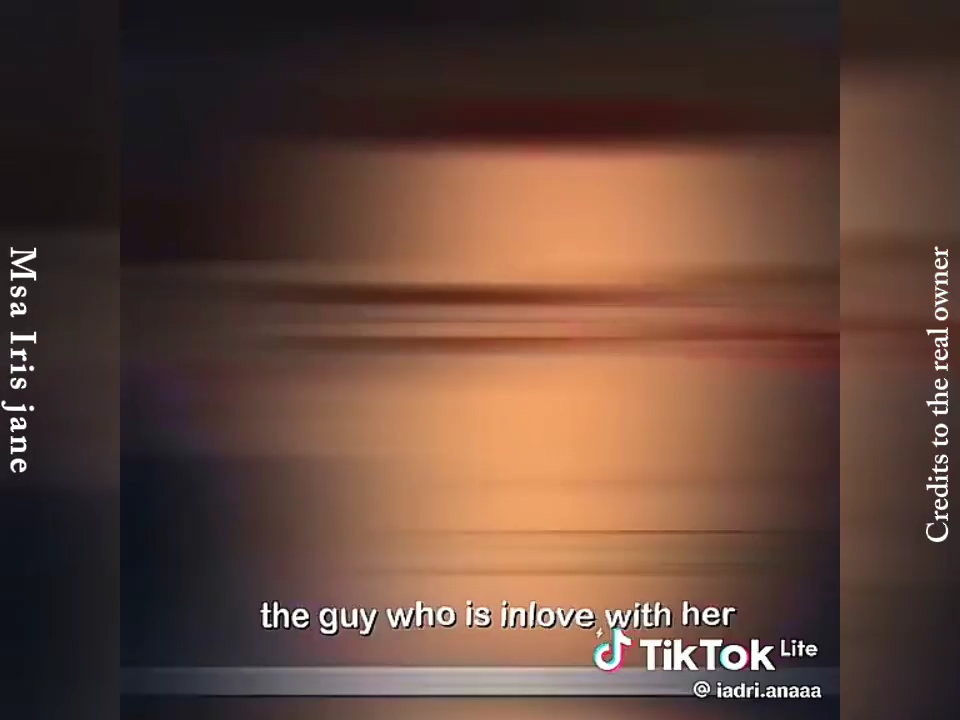 Msa Iris jane
Credits to the real owner
the guy who is inlove with her
TikTok Lite
@ iadri.anaaa